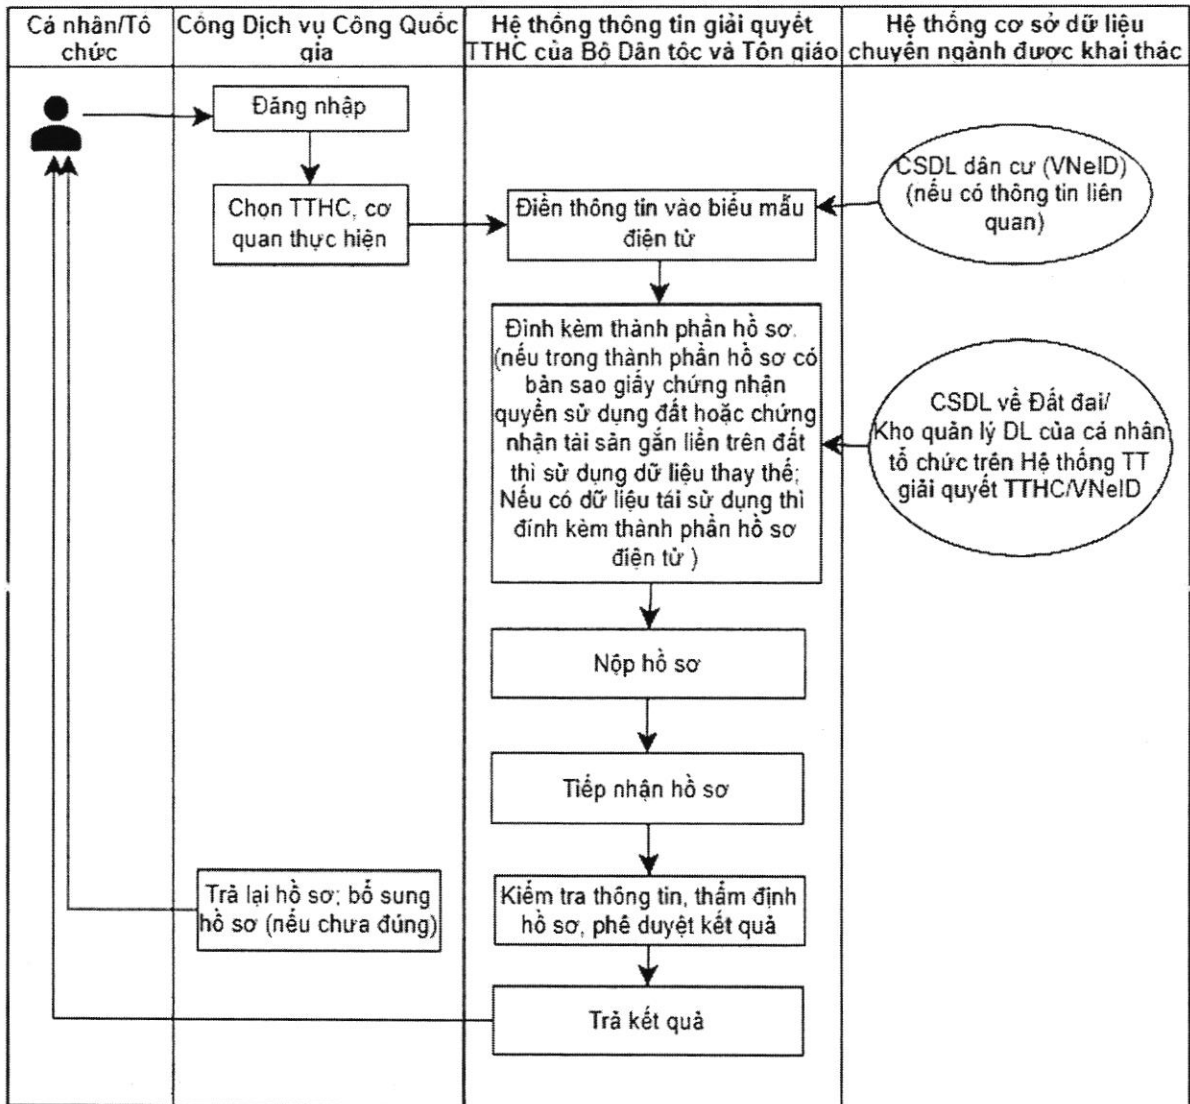 Cá nhân/Tổ
chức
Cổng Dịch vụ Công Quốc
gia
Hệ thống thông tin giải quyết
TTHC của Bộ Dân tộc và Tôn giáo
Hệ thống cơ sở dữ liệu
chuyên ngành được khai thác
Đăng nhập
Chọn TTHC, cơ
quan thực hiện
Điền thông tin vào biểu mẫu
điện tử
CSDL dân cư (VNeID)
(nếu có thông tin liên
quan)
Đính kèm thành phần hồ sơ.
(nếu trong thành phần hồ sơ có
bản sao giấy chứng nhận
quyền sử dụng đất hoặc chứng
nhận tài sản gắn liền trên đất
thì sử dụng dữ liệu thay thế;
Nếu có dữ liệu tái sử dụng thì
đính kèm thành phần hồ sơ
điện tử )
CSDL về Đất đai/
Kho quản lý DL của cá nhân
tổ chức trên Hệ thống TT
giải quyết TTHC/VNeID
Nộp hồ sơ
Tiếp nhận hồ sơ
Trả lại hồ sơ; bổ sung
hồ sơ (nếu chưa đúng)
Kiểm tra thông tin, thẩm định
hồ sơ, phê duyệt kết quả
Trả kết quả